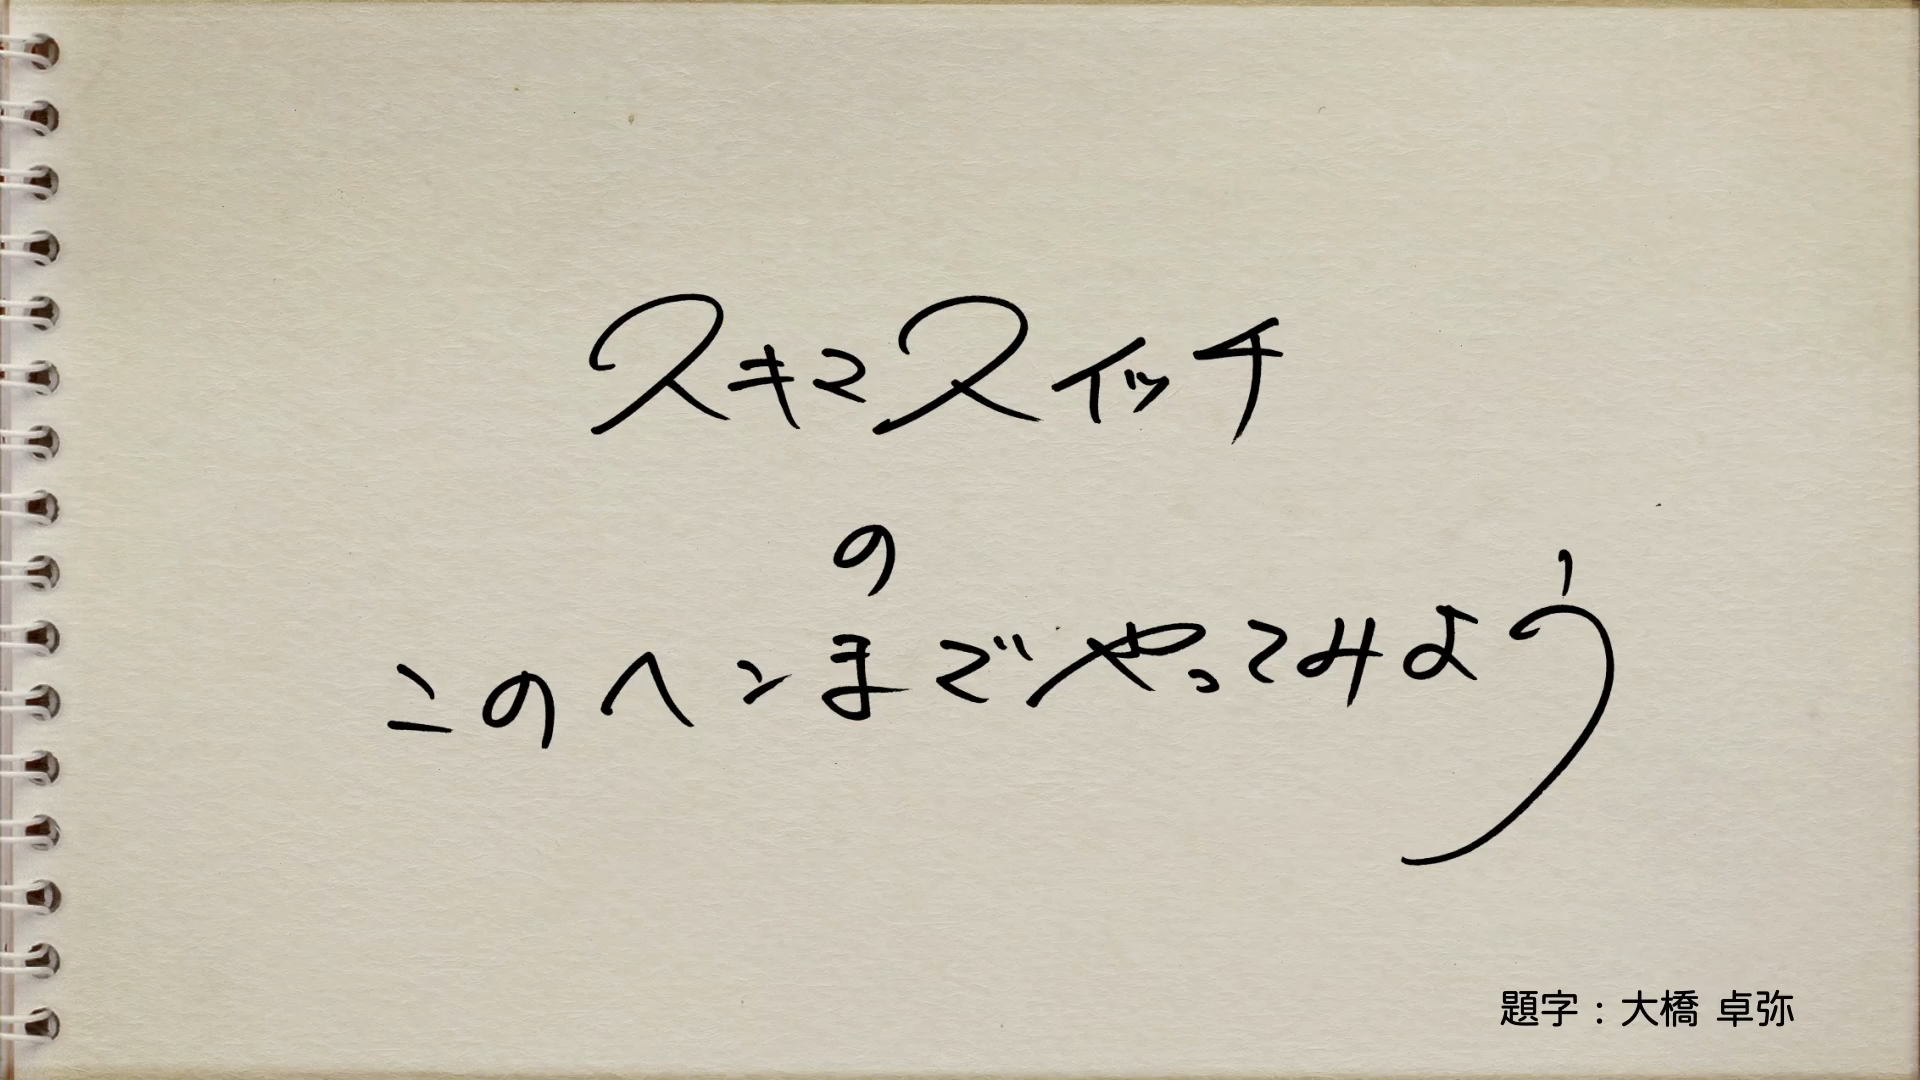 スキマスイッチ
の
このヘンまでやってみよう
題字：大橋 卓弥